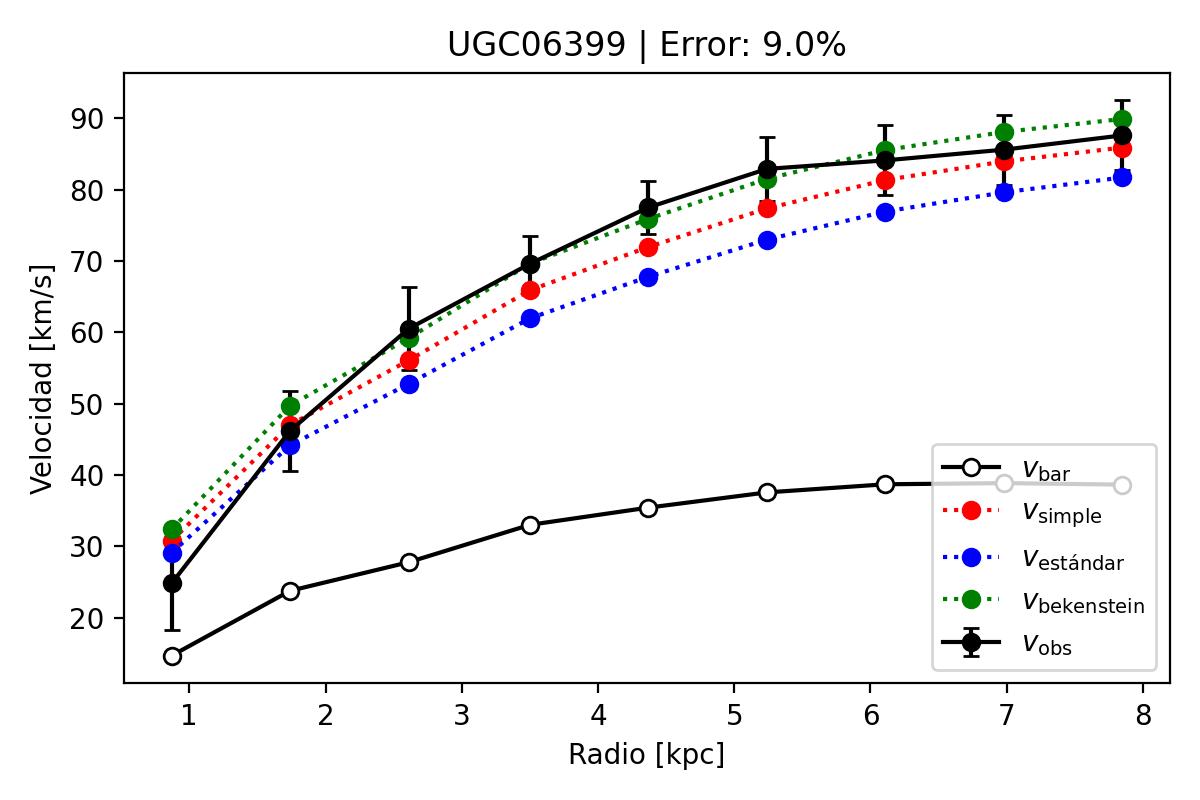 UGC06399 | Error: 9.0%
Velocidad [km/s]
90
80
70
60
50
40
30
20
v_bar
v_simple
v_estándar
v_bekenstein
v_obs
1 2 3 4 5 6 7 8
Radio [kpc]